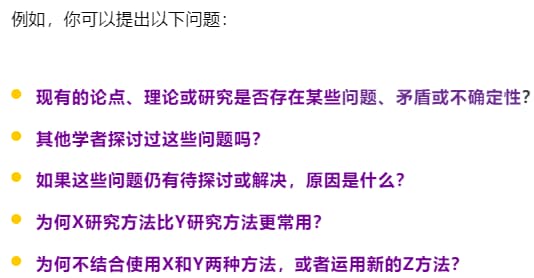 例如，你可以提出以下问题：
现有的论点、理论或研究是否存在某些问题、矛盾或不确定性？
其他学者探讨过这些问题吗？
如果这些问题仍有待探讨或解决，原因是什么？
为何X研究方法比Y研究方法更常用？
为何不结合使用X和Y两种方法，或者运用新的Z方法？